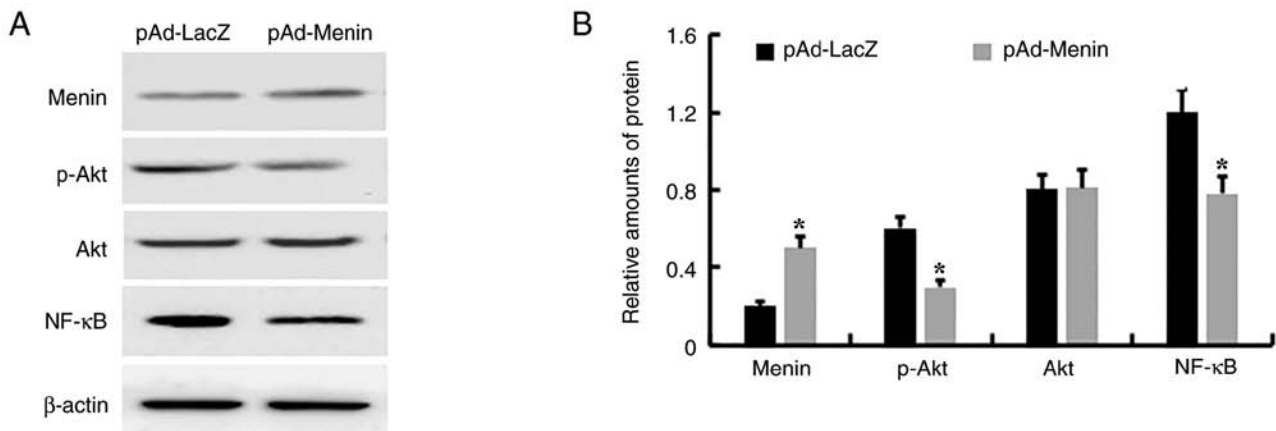 A
pAd-LacZ pAd-Menin
Menin
p-Akt
Akt
NF-κB
β-actin
B
Relative amounts of protein
1.6
1.2
0.8
0.4
0
pAd-LacZ pAd-Menin
*
*
*
Menin p-Akt Akt NF-κB